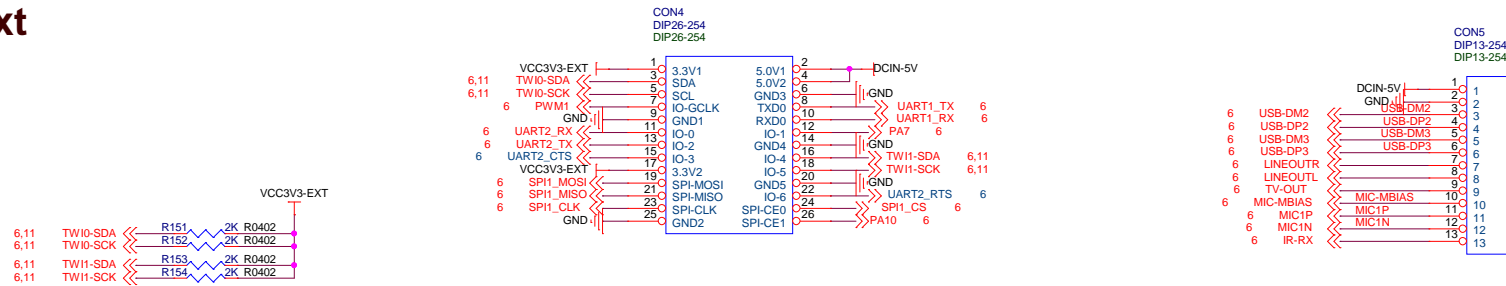 xt
CON4
DIP26-254
DIP26-254
VCC3V3-EXT 1 3.3V1 5.0V1 2 DCIN-5V
6,11 TWI0-SDA 3 SDA 5.0V2 4
6,11 TWI0-SCK 5 SCL GND3 6 GND
6 PWM1 7 IO-GCLK TXD0 8 UART1_TX 6
GND 9 GND1 RXD0 10 UART1_RX 6
6 UART2_RX 11 IO-0 IO-1 12 PA7 6
6 UART2_TX 13 IO-2 GND4 14 GND
6 UART2_CTS 15 IO-3 IO-4 16 TWI1-SDA 6,11
VCC3V3-EXT 17 3.3V2 IO-5 18 TWI1-SCK 6,11
6 SPI1_MOSI 19 SPI-MOSI GND5 20 GND
6 SPI1_MISO 21 SPI-MISO IO-6 22 UART2_RTS 6
6 SPI1_CLK 23 SPI-CLK SPI-CE0 24 SPI1_CS 6
GND 25 GND2 SPI-CE1 26 PA10 6
CON5
DIP13-254
DIP13-254
DCIN-5V 1 1
GND 2 2
6 USB-DM2 USB-DM2 3 3
6 USB-DP2 USB-DP2 4 4
6 USB-DM3 USB-DM3 5 5
6 USB-DP3 USB-DP3 6 6
6 LINEOUTR 7 7
6 LINEOUTL 8 8
6 TV-OUT 9 9
6 MIC-MBIAS MIC-MBIAS 10 10
6 MIC1P MIC1P 11 11
6 MIC1N MIC1N 12 12
6 IR-RX 13 13
VCC3V3-EXT
6,11 TWI0-SDA R151 2K R0402
6,11 TWI0-SCK R152 2K R0402
6,11 TWI1-SDA R153 2K R0402
6,11 TWI1-SCK R154 2K R0402